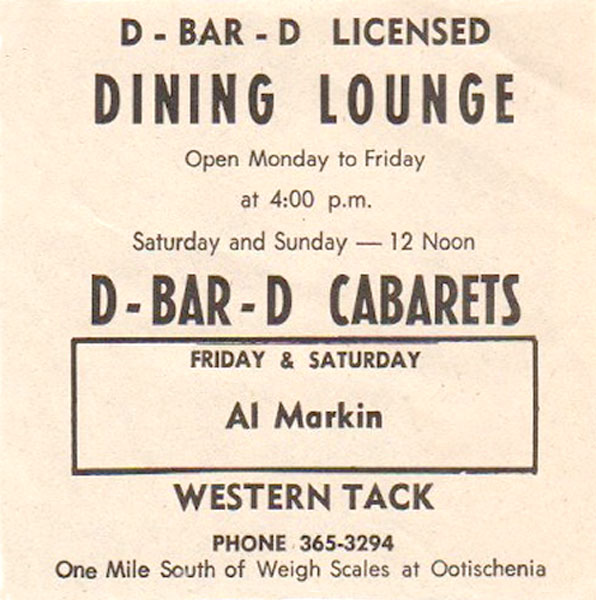 D - BAR - D LICENSED
DINING LOUNGE
Open Monday to Friday
at 4:00 p.m.
Saturday and Sunday — 12 Noon
D - BAR - D CABARETS
FRIDAY & SATURDAY
Al Markin
WESTERN TACK
PHONE 365-3294
One Mile South of Weigh Scales at Ootischenia